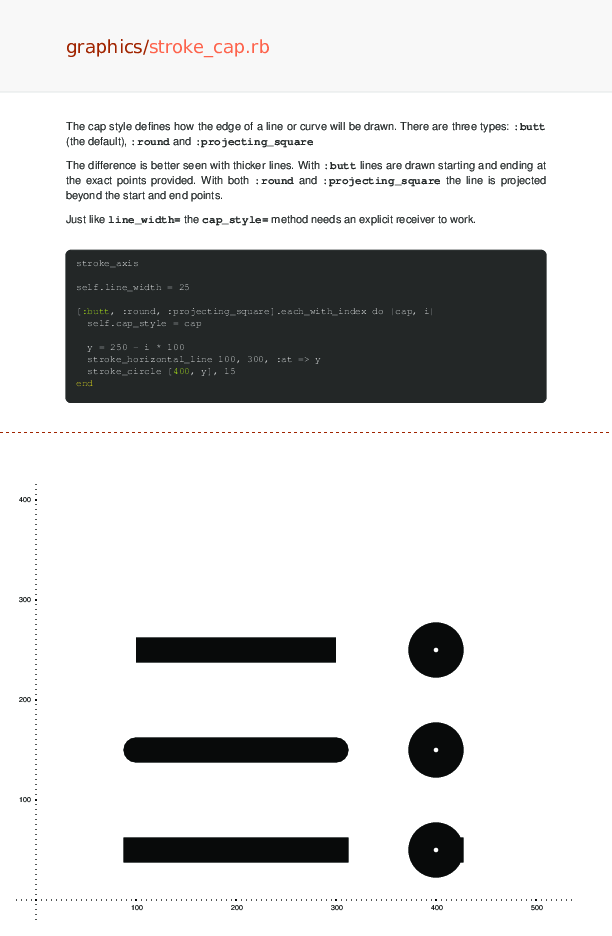 graphics/stroke_cap.rb
The cap style defines how the edge of a line or curve will be drawn. There are three types: :butt
(the default), :round and :projecting_square
The difference is better seen with thicker lines. With :butt lines are drawn starting and ending at
the exact points provided. With both :round and :projecting_square the line is projected
beyond the start and end points.
Just like line_width= the cap_style= method needs an explicit receiver to work.
stroke_axis
self.line_width = 25
[:butt, :round, :projecting_square].each_with_index do |cap, i|
  self.cap_style = cap
  y = 250 - i * 100
  stroke_horizontal_line 100, 300, :at => y
  stroke_circle [400, y], 15
end
400
300
200
100
100 200 300 400 500